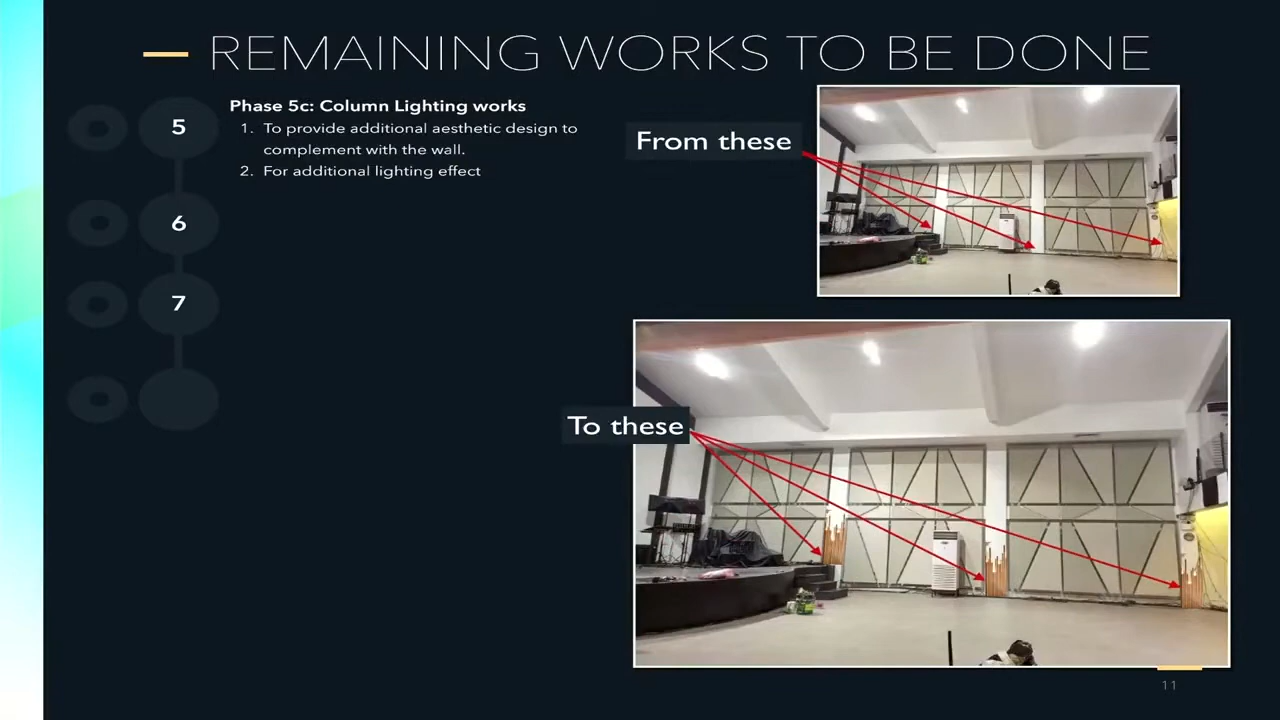 REMAINING WORKS TO BE DONE
5
Phase 5c: Column Lighting works
1. To provide additional aesthetic design to
complement with the wall.
2. For additional lighting effect
6
7
From these
To these
11